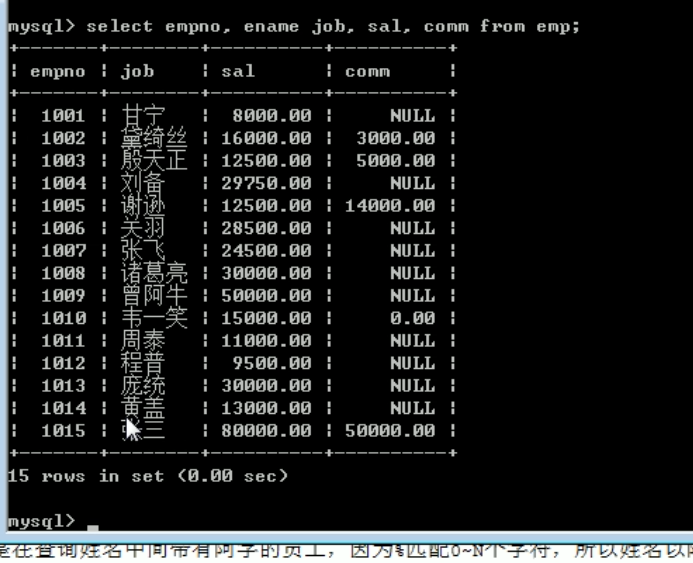 mysql> select empno, ename job, sal, comm from emp;
+-------+--------+----------+----------+
| empno | job | sal | comm |
+-------+--------+----------+----------+
| 1001 | 甘宁 | 8000.00 | NULL |
| 1002 | 黛绮丝 | 16000.00 | 3000.00 |
| 1003 | 殷天正 | 12500.00 | 5000.00 |
| 1004 | 刘备 | 29750.00 | NULL |
| 1005 | 谢逊 | 12500.00 | 14000.00 |
| 1006 | 关羽 | 28500.00 | NULL |
| 1007 | 张飞 | 24500.00 | NULL |
| 1008 | 诸葛亮 | 30000.00 | NULL |
| 1009 | 曾阿牛 | 50000.00 | NULL |
| 1010 | 韦一笑 | 15000.00 | 0.00 |
| 1011 | 周泰 | 11000.00 | NULL |
| 1012 | 程普 | 9500.00 | NULL |
| 1013 | 庞统 | 30000.00 | NULL |
| 1014 | 黄盖 | 13000.00 | NULL |
| 1015 | 张三 | 80000.00 | 50000.00 |
+-------+--------+----------+----------+
15 rows in set (0.00 sec)
mysql> _
在查询姓名中间带有阿字的员工，因为%匹配0~N个字符，所以姓名以